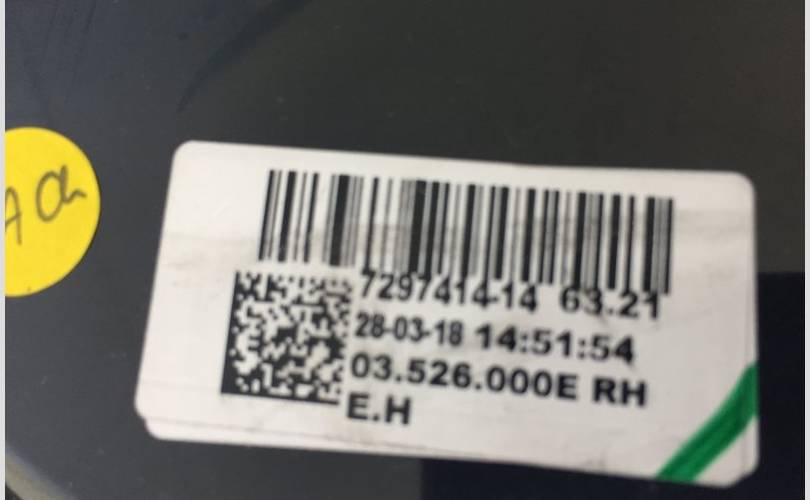 7297414-14 63.21
28-03-18 14:51:54
03.526.000E RH
E.H